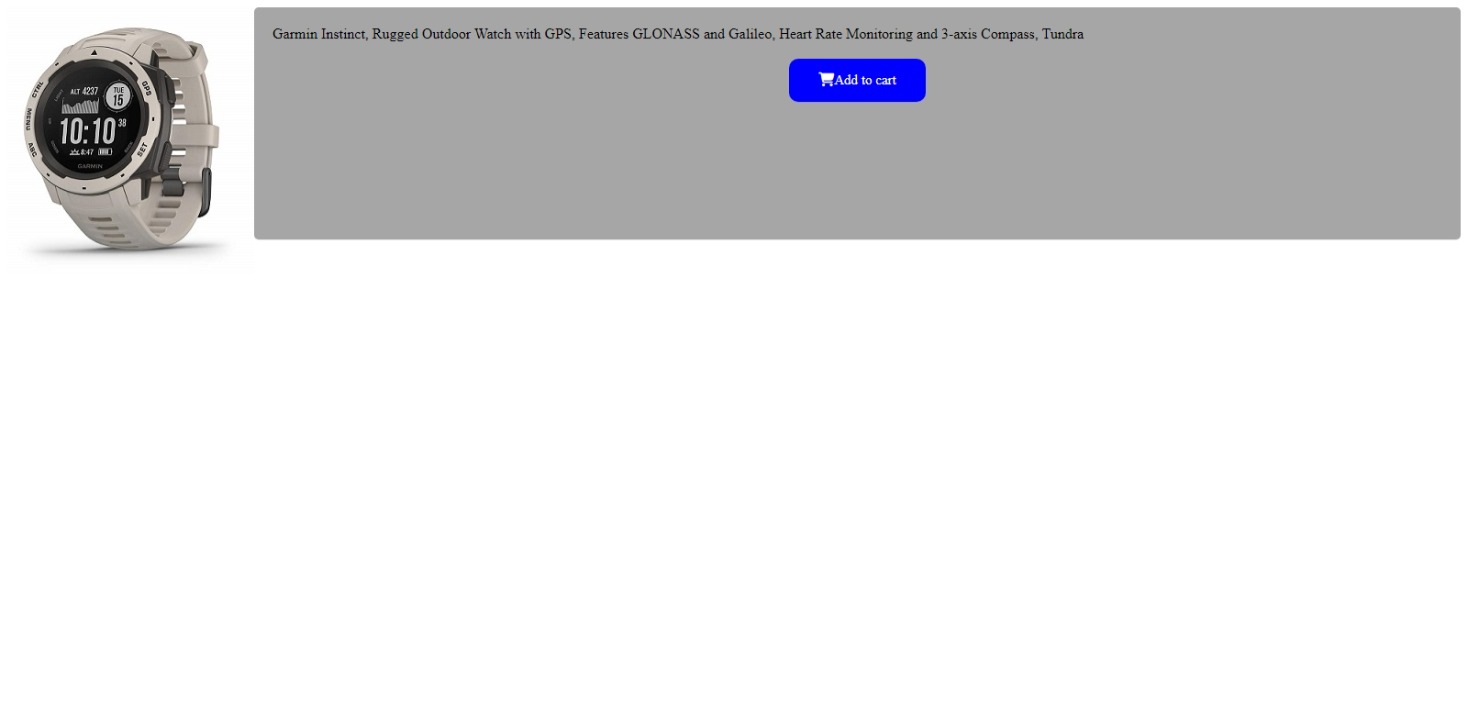 Garmin Instinct, Rugged Outdoor Watch with GPS, Features GLONASS and Galileo, Heart Rate Monitoring and 3-axis Compass, Tundra
Add to cart
CTRL
GPS
MENU
ABC
SET
ALT 4237
TUE
15
10:10 38
8:47
GARMIN